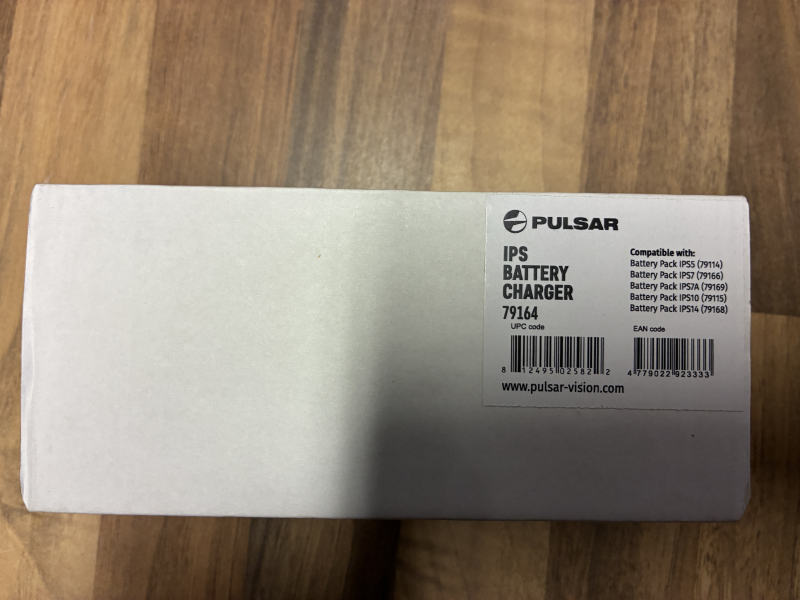 PULSAR
IPS
BATTERY
CHARGER
79164
Compatible with:
Battery Pack IPS5 (79114)
Battery Pack IPS7 (79166)
Battery Pack IPS7A (79169)
Battery Pack IPS10 (79115)
Battery Pack IPS14 (79168)
UPC code
8 12495 02582 2
EAN code
4 779022 923333
www.pulsar-vision.com